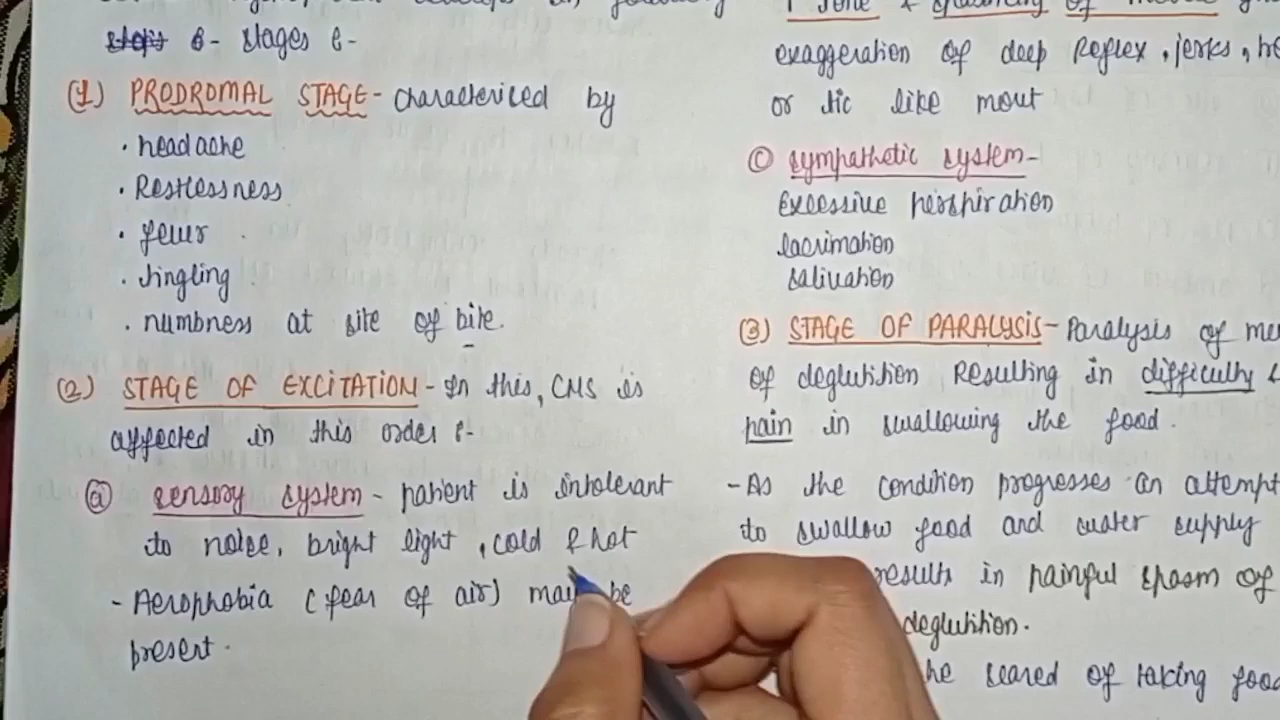 stages :-
(1) PRODROMAL STAGE - characterised by
· headache
· Restlessness
· fever
· tingling
· numbness at site of bite.
(2) STAGE OF EXCITATION - In this, CNS is
affected in this order :-
(a) sensory system - patient is intolerant
to noise, bright light, cold & hot
- Aerophobia (fear of air) may be
present.
exaggeration of deep Reflex, jerks,
or tic like mout
(c) sympathetic system -
Excessive perspiration
lacrimation
salivation
(3) STAGE OF PARALYSIS - Paralysis of
of deglutition Resulting in difficulty &
pain in swallowing the food.
- As the condition progresses an attempt
to swallow food and water supply
results in painful spasm of
deglutition.
he scared of taking food